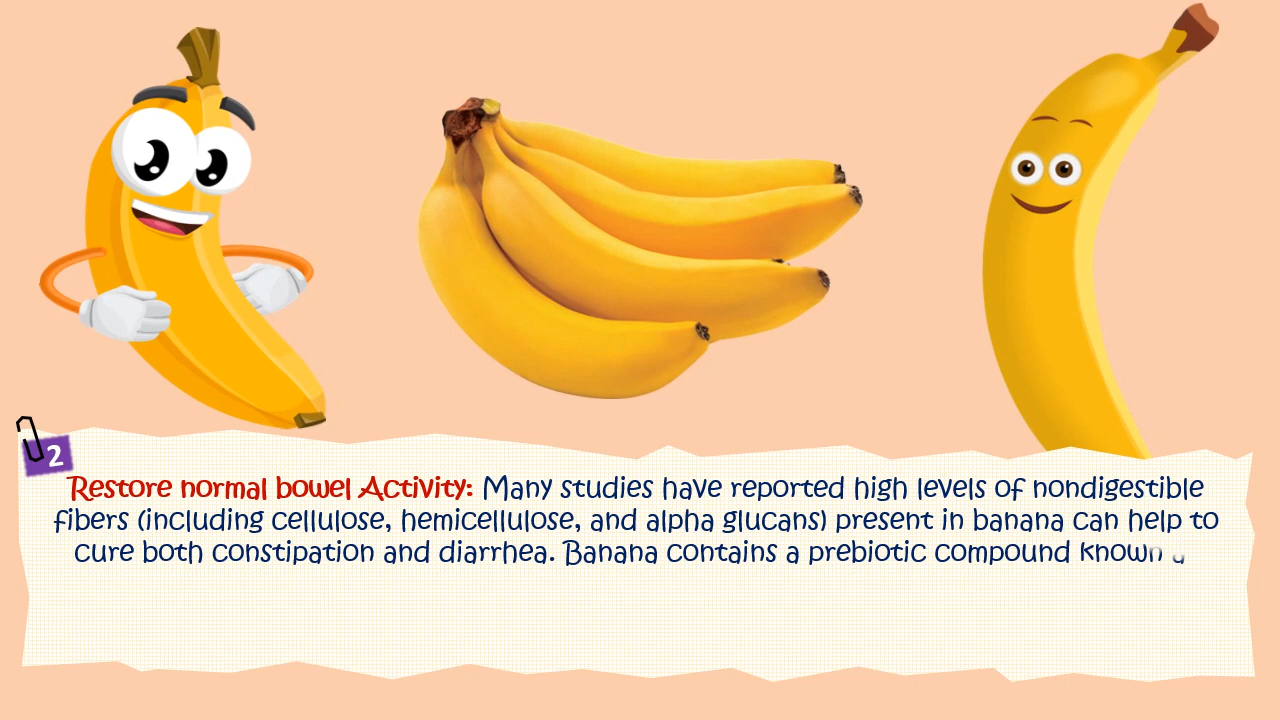 2
Restore normal bowel Activity: Many studies have reported high levels of nondigestible
fibers (including cellulose, hemicellulose, and alpha glucans) present in banana can help to
cure both constipation and diarrhea. Banana contains a prebiotic compound known